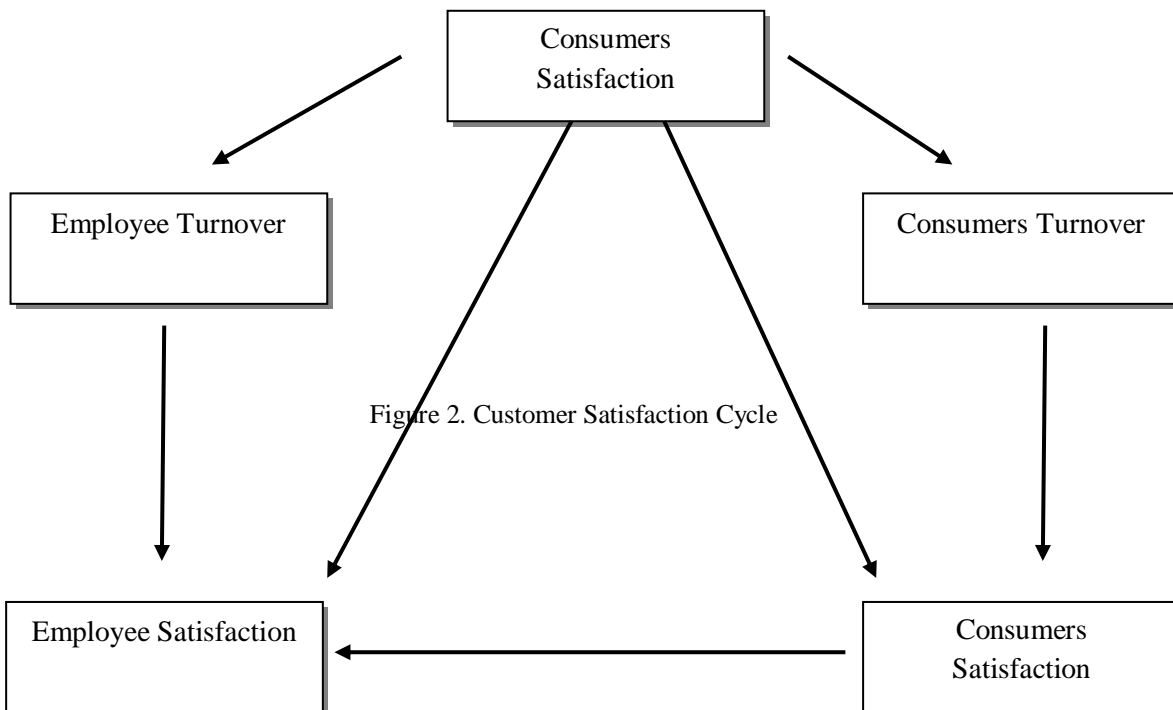 Consumers
Satisfaction
Employee Turnover
Consumers Turnover
Figure 2. Customer Satisfaction Cycle
Employee Satisfaction
Consumers
Satisfaction